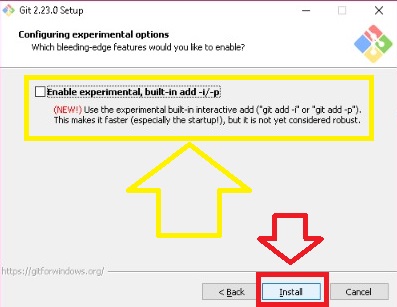 Git 2.23.0 Setup
Configuring experimental options
Which bleeding-edge features would you like to enable?
Enable experimental, built-in add -i/-p
(NEW!) Use the experimental built-in interactive add ("git add -i" or "git add -p").
This makes it faster (especially the startup!), but it is not yet considered robust.
https://gitforwindows.org/
< Back
Install
Cancel